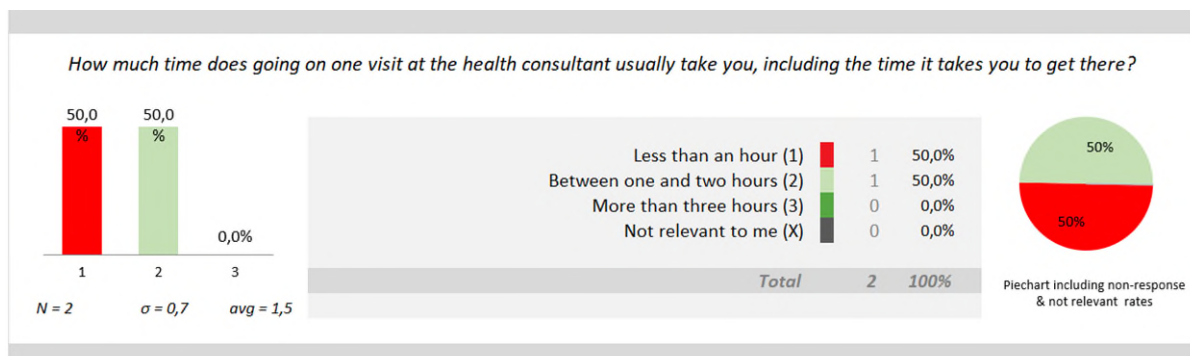 How much time does going on one visit at the health consultant usually take you, including the time it takes you to get there?
50,0
%
50,0
%
0,0%
1 2 3
N = 2 σ = 0,7 avg = 1,5
Less than an hour (1) 1 50,0%
Between one and two hours (2) 1 50,0%
More than three hours (3) 0 0,0%
Not relevant to me (X) 0 0,0%
Total 2 100%
50%
50%
Piechart including non-response
& not relevant rates